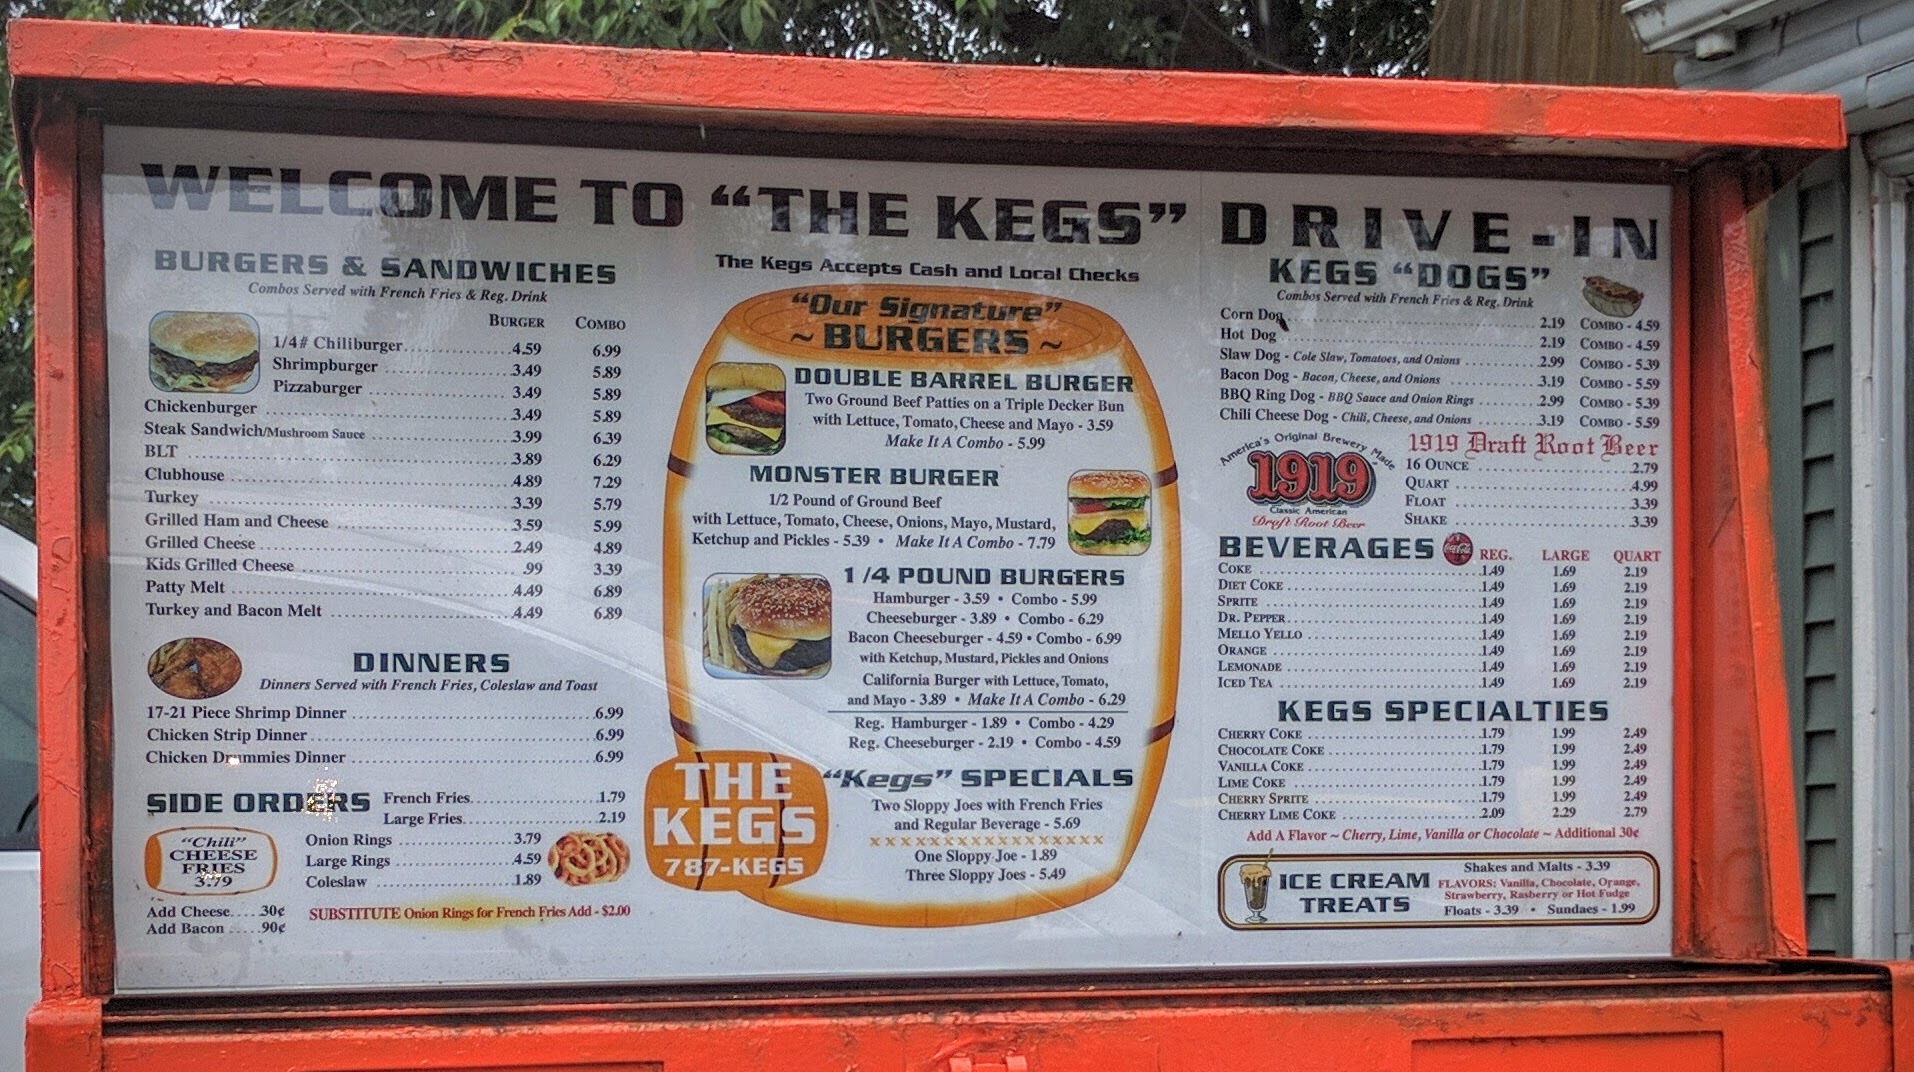 WELCOME TO "THE KEGS" DRIVE-IN
BURGERS & SANDWICHES
Combos Served with French Fries & Reg. Drink
BURGER COMBO
1/4# Chiliburger 4.59 6.99
Shrimpburger 3.49 5.89
Pizzaburger 3.49 5.89
Chickenburger 3.49 5.89
Steak Sandwich/Mushroom Sauce 3.99 6.39
BLT 3.89 6.29
Clubhouse 4.89 7.29
Turkey 3.39 5.79
Grilled Ham and Cheese 3.59 5.99
Grilled Cheese 2.49 4.89
Kids Grilled Cheese .99 3.39
Patty Melt 4.49 6.89
Turkey and Bacon Melt 4.49 6.89
DINNERS
Dinners Served with French Fries, Coleslaw and Toast
17-21 Piece Shrimp Dinner 6.99
Chicken Strip Dinner 6.99
Chicken Drummies Dinner 6.99
SIDE ORDERS
French Fries 1.79
Large Fries 2.19
Onion Rings 3.79
Large Rings 4.59
Coleslaw 1.89
"Chili"
CHEESE
FRIES
3.79
Add Cheese 30¢
Add Bacon 90¢
SUBSTITUTE Onion Rings for French Fries Add - $2.00
The Kegs Accepts Cash and Local Checks
"Our Signature"
~ BURGERS ~
DOUBLE BARREL BURGER
Two Ground Beef Patties on a Triple Decker Bun
with Lettuce, Tomato, Cheese and Mayo - 3.59
Make It A Combo - 5.99
MONSTER BURGER
1/2 Pound of Ground Beef
with Lettuce, Tomato, Cheese, Onions, Mayo, Mustard,
Ketchup and Pickles - 5.39 • Make It A Combo - 7.79
1/4 POUND BURGERS
Hamburger - 3.59 • Combo - 5.99
Cheeseburger - 3.89 • Combo - 6.29
Bacon Cheeseburger - 4.59 • Combo - 6.99
with Ketchup, Mustard, Pickles and Onions
California Burger with Lettuce, Tomato,
and Mayo - 3.89 • Make It A Combo - 6.29
Reg. Hamburger - 1.89 • Combo - 4.29
Reg. Cheeseburger - 2.19 • Combo - 4.59
THE
KEGS
787-KEGS
"Kegs" SPECIALS
Two Sloppy Joes with French Fries
and Regular Beverage - 5.69
x x x x x x x x x x x x x x x x x
One Sloppy Joe - 1.89
Three Sloppy Joes - 5.49
KEGS "DOGS"
Combos Served with French Fries & Reg. Drink
Corn Dog 2.19 COMBO - 4.59
Hot Dog 2.19 COMBO - 4.59
Slaw Dog - Cole Slaw, Tomatoes, and Onions 2.99 COMBO - 5.39
Bacon Dog - Bacon, Cheese, and Onions 3.19 COMBO - 5.59
BBQ Ring Dog - BBQ Sauce and Onion Rings 2.99 COMBO - 5.39
Chili Cheese Dog - Chili, Cheese, and Onions 3.19 COMBO - 5.59
America's Original Brewery Made
1919
Classic American
Draft Root Beer
1919 Draft Root Beer
16 OUNCE 2.79
QUART 4.99
FLOAT 3.39
SHAKE 3.39
BEVERAGES Coca-Cola REG. LARGE QUART
COKE 1.49 1.69 2.19
DIET COKE 1.49 1.69 2.19
SPRITE 1.49 1.69 2.19
DR. PEPPER 1.49 1.69 2.19
MELLO YELLO 1.49 1.69 2.19
ORANGE 1.49 1.69 2.19
LEMONADE 1.49 1.69 2.19
ICED TEA 1.49 1.69 2.19
KEGS SPECIALTIES
CHERRY COKE 1.79 1.99 2.49
CHOCOLATE COKE 1.79 1.99 2.49
VANILLA COKE 1.79 1.99 2.49
LIME COKE 1.79 1.99 2.49
CHERRY SPRITE 1.79 1.99 2.49
CHERRY LIME COKE 2.09 2.29 2.79
Add A Flavor ~ Cherry, Lime, Vanilla or Chocolate ~ Additional 30¢
ICE CREAM
TREATS
Shakes and Malts - 3.39
FLAVORS: Vanilla, Chocolate, Orange,
Strawberry, Rasberry or Hot Fudge
Floats - 3.39 • Sundaes - 1.99